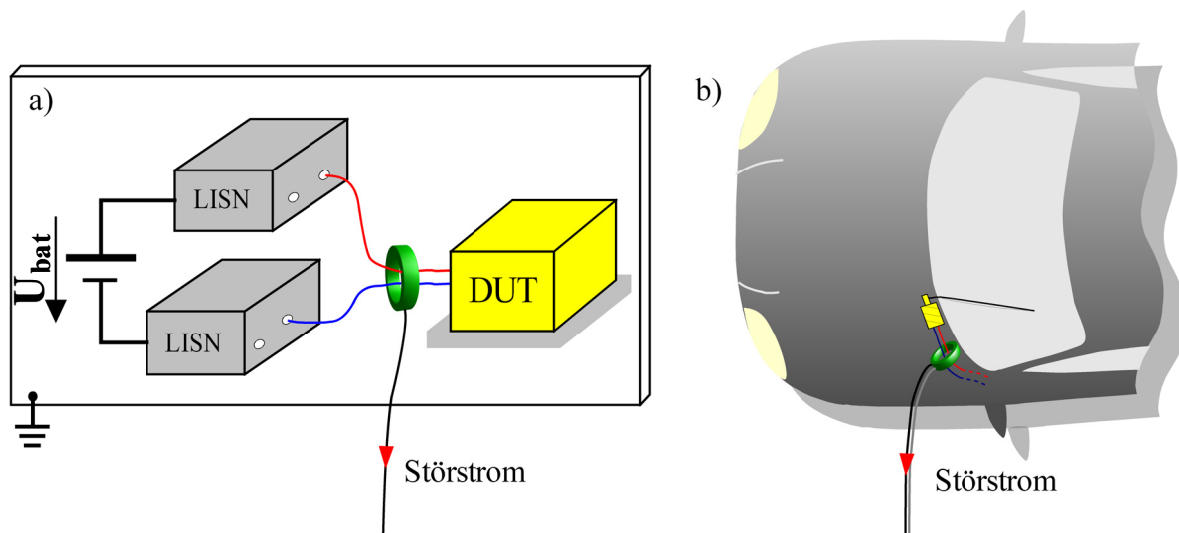 a)
LISN
U_bat
LISN
DUT
Störstrom
b)
Störstrom